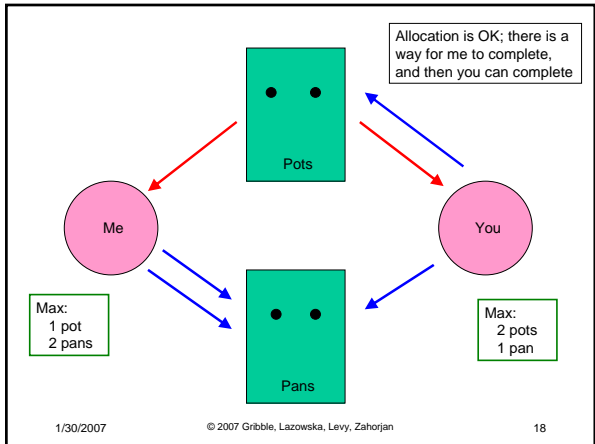 Allocation is OK; there is a
way for me to complete,
and then you can complete
Pots
Me
You
Max:
1 pot
2 pans
Max:
2 pots
1 pan
Pans
1/30/2007
© 2007 Gribble, Lazowska, Levy, Zahorjan
18